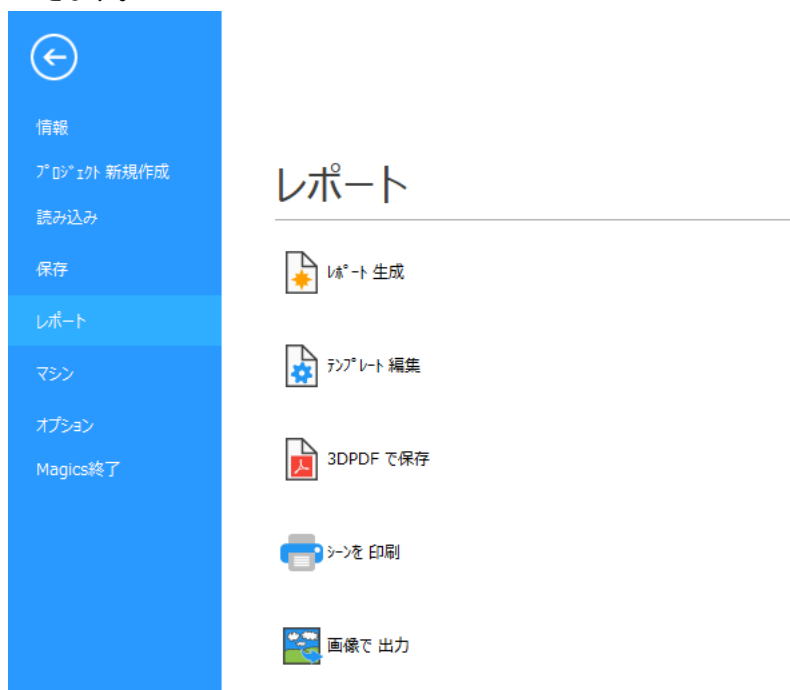 情報
ﾌﾟﾛｼﾞｪｸﾄ 新規作成
読み込み
保存
レポート
マシン
オプション
Magics終了
レポート
ﾚﾎﾟｰﾄ 生成
ﾃﾝﾌﾟﾚｰﾄ 編集
3DPDF で保存
ｼｰﾝを 印刷
画像で 出力